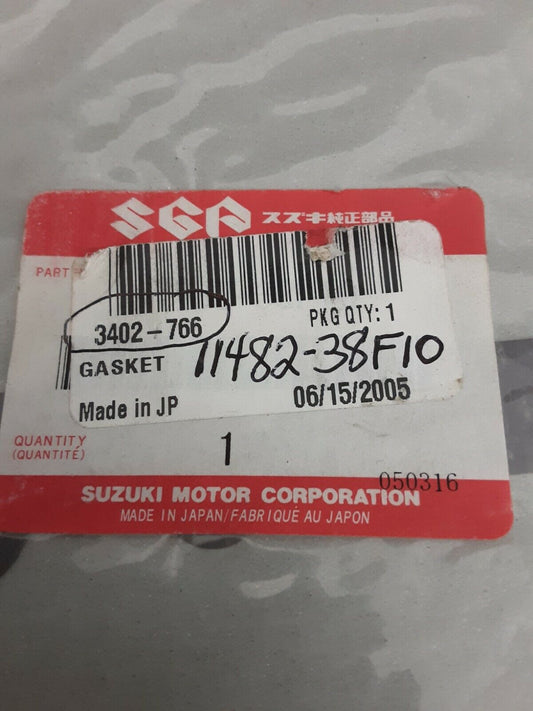 SGP スズキ純正部品
PART
3402-766
PKG QTY: 1
GASKET
11482-38F10
Made in JP
06/15/2005
QUANTITY
(QUANTITÉ)
1
050316
SUZUKI MOTOR CORPORATION
MADE IN JAPAN/FABRIQUÉ AU JAPON